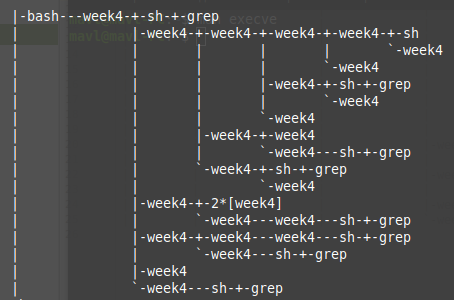 |-bash---week4-+-sh-+-grep
|              |-week4-+-week4-+-week4-+-week4-+-sh
|              |       |       |       |       `-week4
|              |       |       |       `-week4
|              |       |       |-week4-+-sh-+-grep
|              |       |       |       `-week4
|              |       |       `-week4
|              |       |-week4-+-week4
|              |       |       `-week4---sh-+-grep
|              |       `-week4-+-sh-+-grep
|              |               `-week4
|              |-week4-+-2*[week4]
|              |       `-week4---week4---sh-+-grep
|              |-week4-+-week4---week4---sh-+-grep
|              |       `-week4---sh-+-grep
|              |-week4
|              `-week4---sh-+-grep
execve